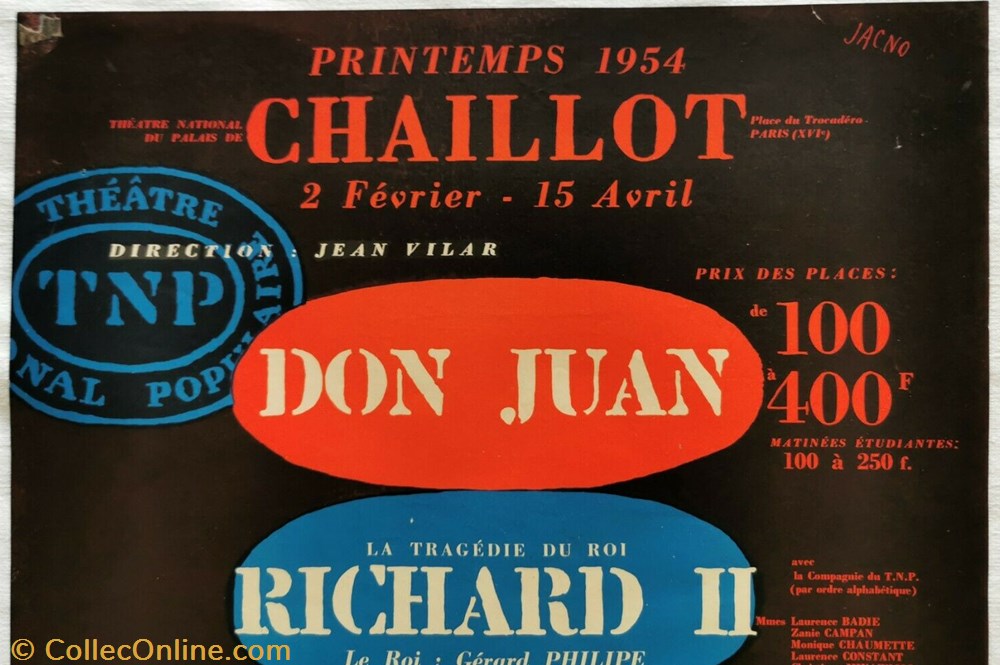 JACNO
PRINTEMPS 1954
THÉATRE NATIONAL
DU PALAIS DE
CHAILLOT
Place du Trocadéro-
PARIS (XVIe)
2 Février - 15 Avril
THÉÂTRE
NAL POPULAIRE
TNP
DIRECTION : JEAN VILAR
PRIX DES PLACES :
de 100
à 400 F
MATINÉES ÉTUDIANTES:
100 à 250 f.
DON JUAN
LA TRAGÉDIE DU ROI
RICHARD II
Le Roi : Gérard PHILIPE
avec
la Compagnie du T.N.P.
(par ordre alphabétique)
Mmes Laurence BADIE
Zanie CAMPAN
Monique CHAUMETTE
Laurence CONSTANT
© CollecOnline.com